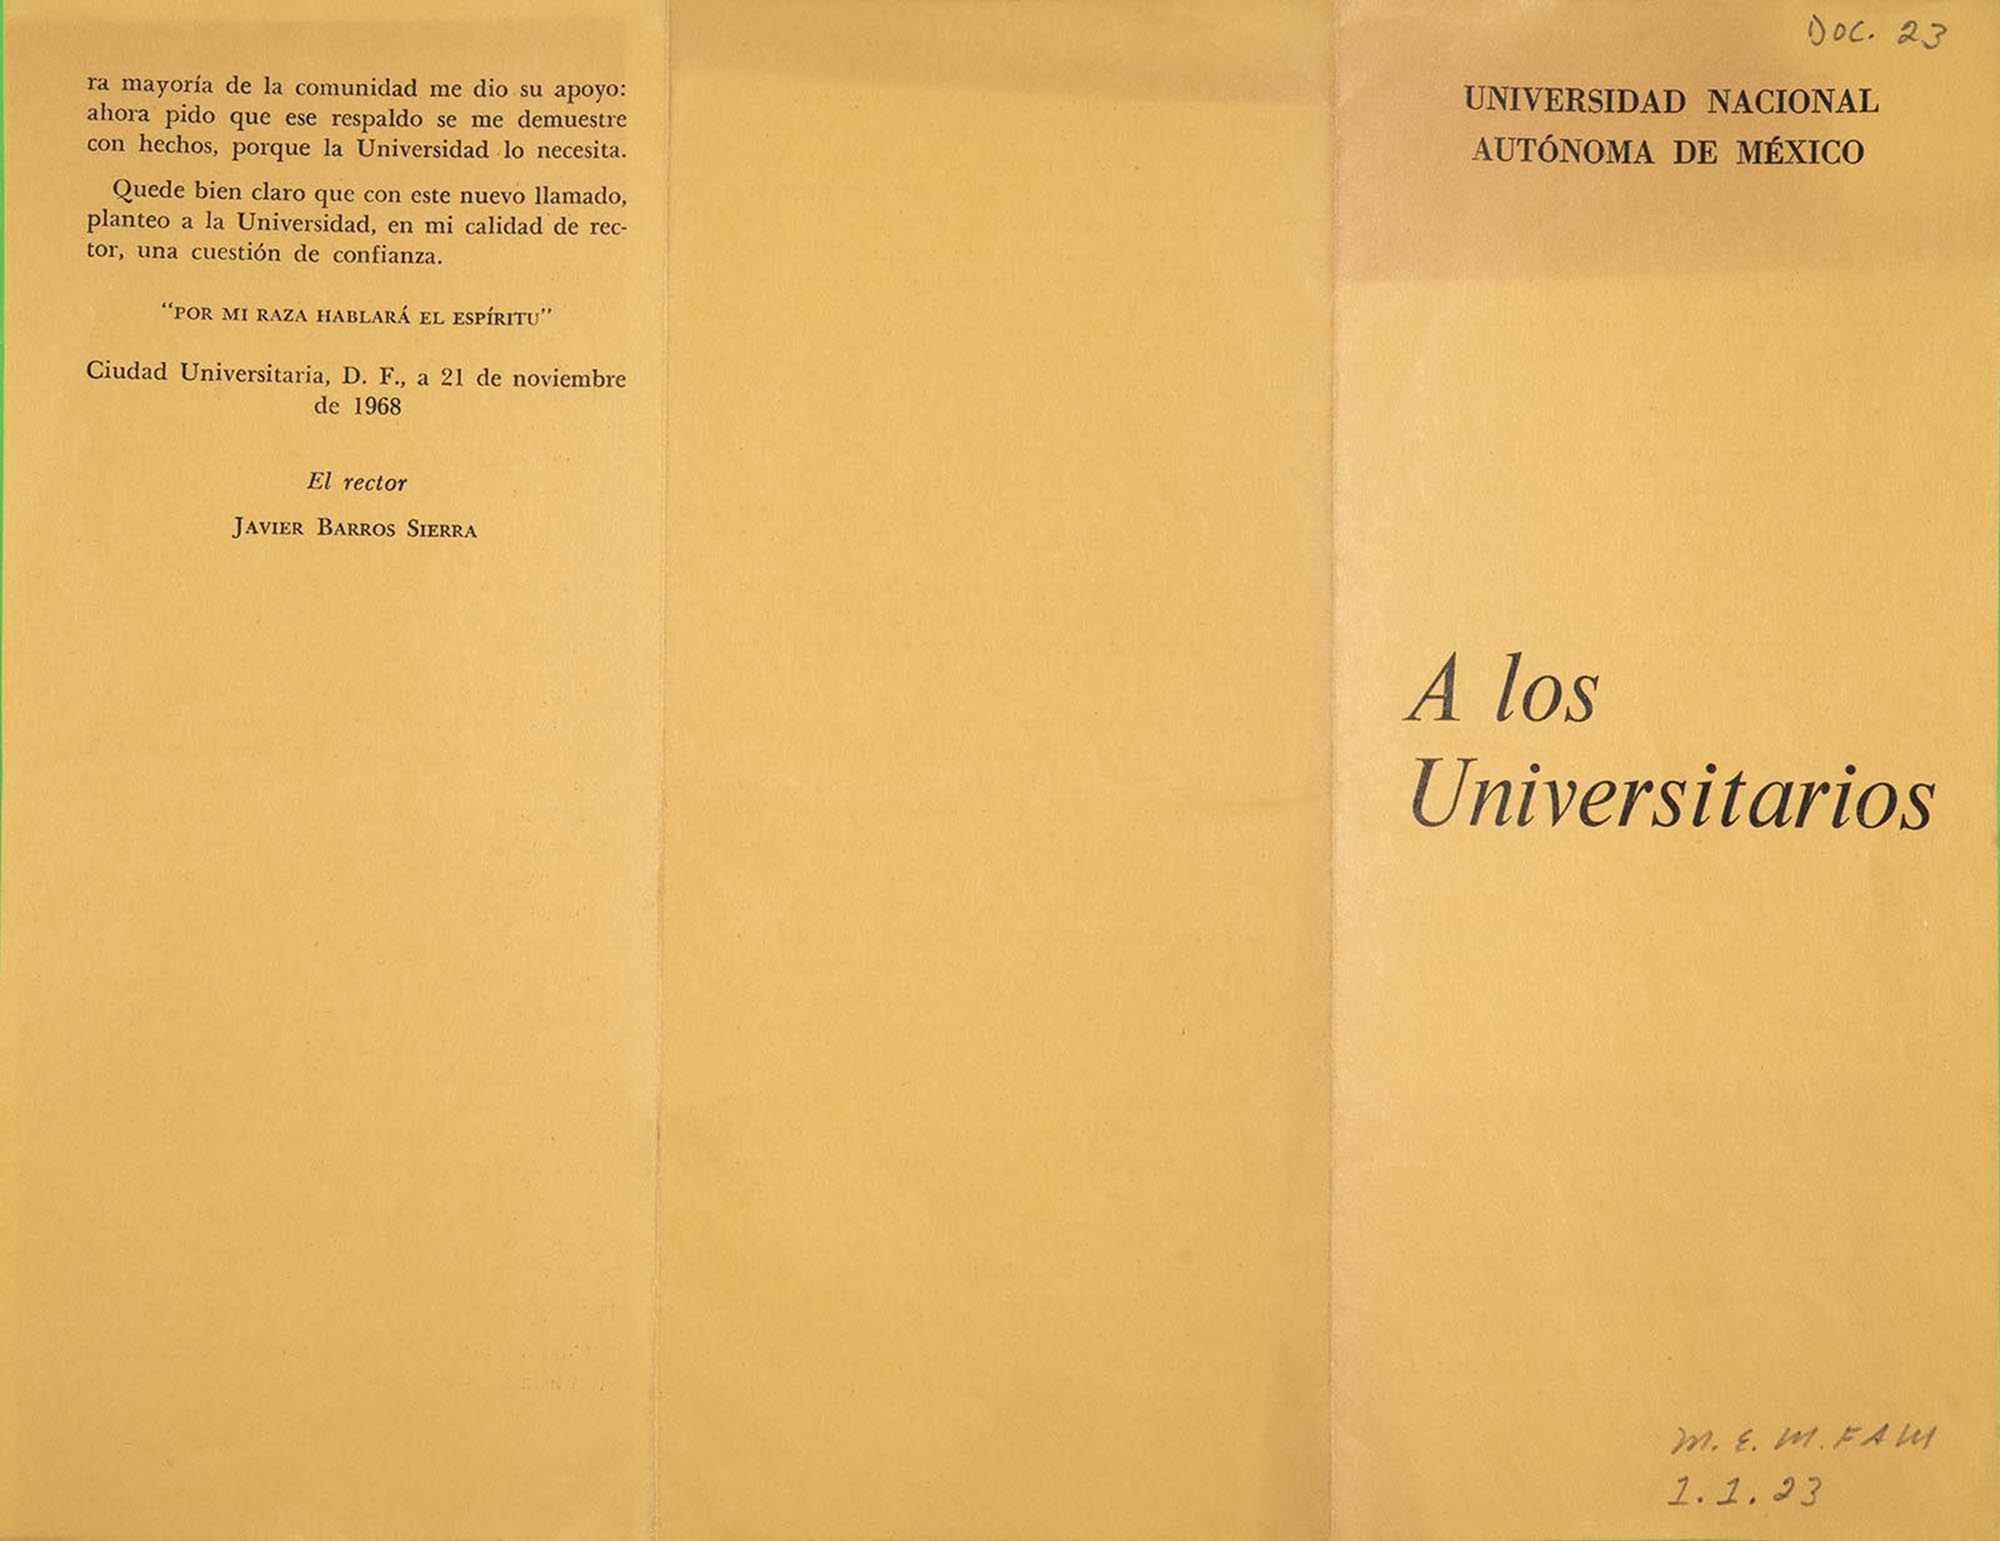 ra mayoría de la comunidad me dio su apoyo:
ahora pido que ese respaldo se me demuestre
con hechos, porque la Universidad lo necesita.
Quede bien claro que con este nuevo llamado,
planteo a la Universidad, en mi calidad de rec-
tor, una cuestión de confianza.
“POR MI RAZA HABLARÁ EL ESPÍRITU”
Ciudad Universitaria, D. F., a 21 de noviembre
de 1968
El rector
JAVIER BARROS SIERRA
Doc. 23
UNIVERSIDAD NACIONAL
AUTÓNOMA DE MÉXICO
A los
Universitarios
M. E. M. FAM
1.1.23